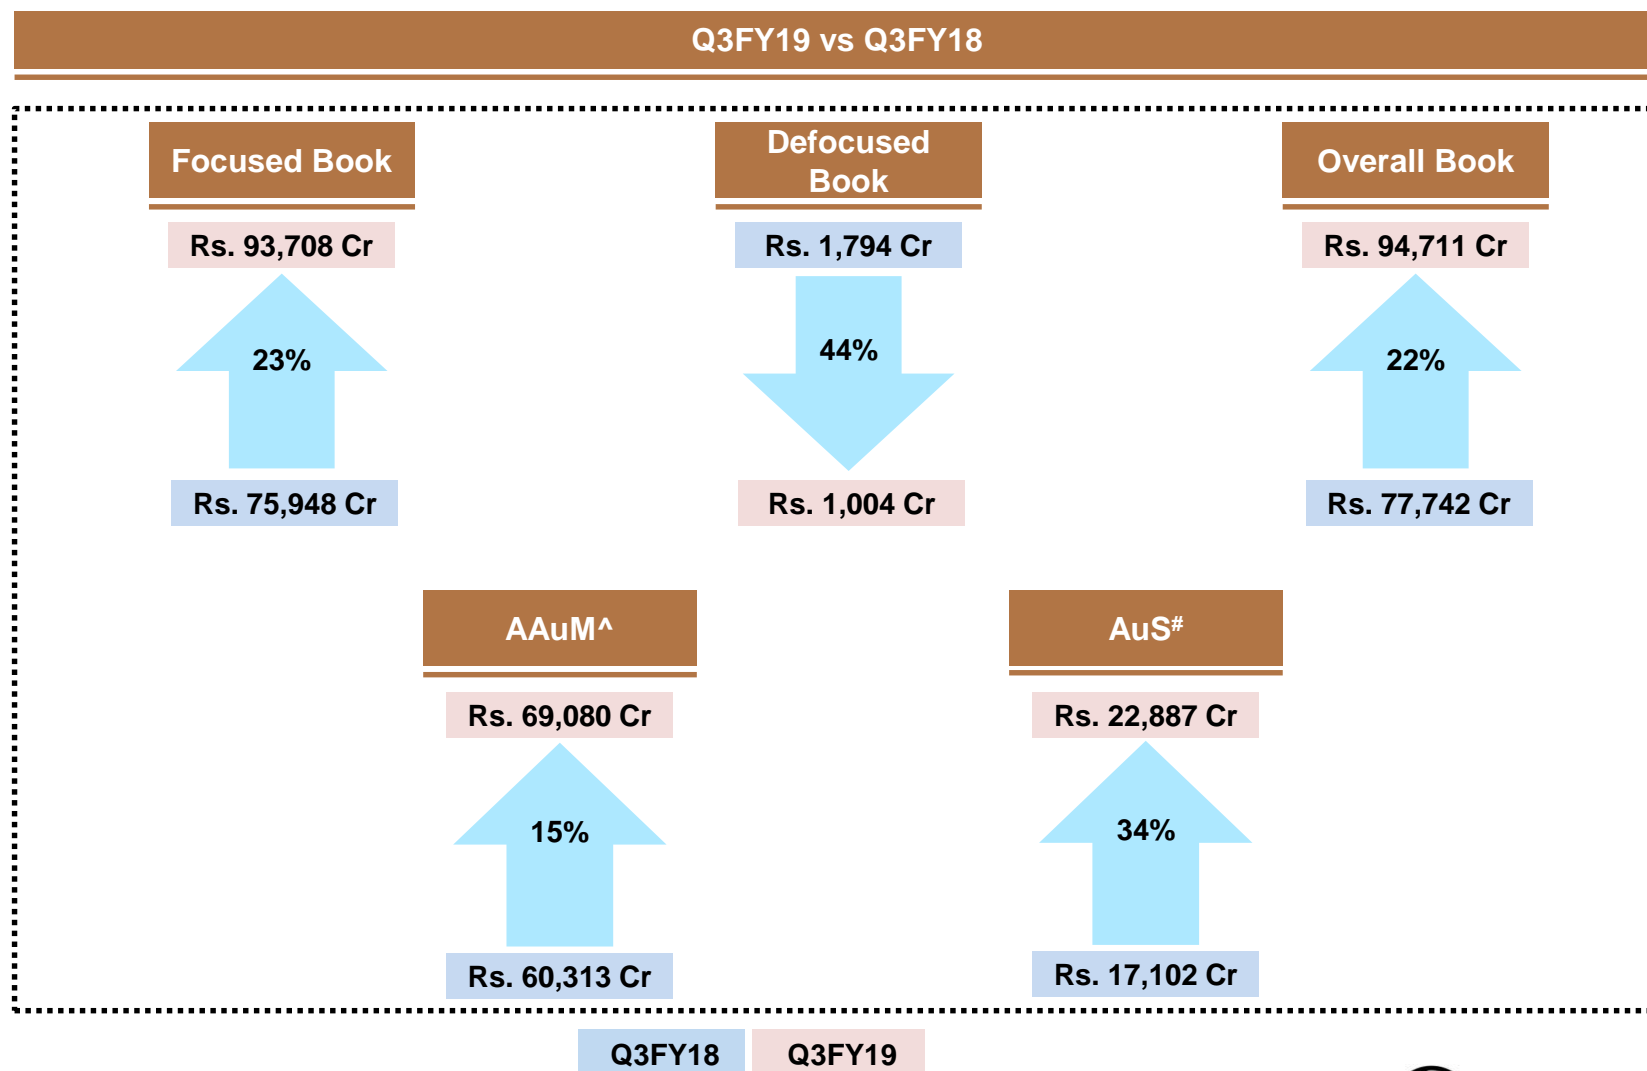 Q3FY19 vs Q3FY18
Focused Book
Rs. 93,708 Cr
23%
Rs. 75,948 Cr
Defocused
Book
Rs. 1,794 Cr
44%
Rs. 1,004 Cr
Overall Book
Rs. 94,711 Cr
22%
Rs. 77,742 Cr
AAuM^
Rs. 69,080 Cr
15%
Rs. 60,313 Cr
AuS#
Rs. 22,887 Cr
34%
Rs. 17,102 Cr
Q3FY18
Q3FY19